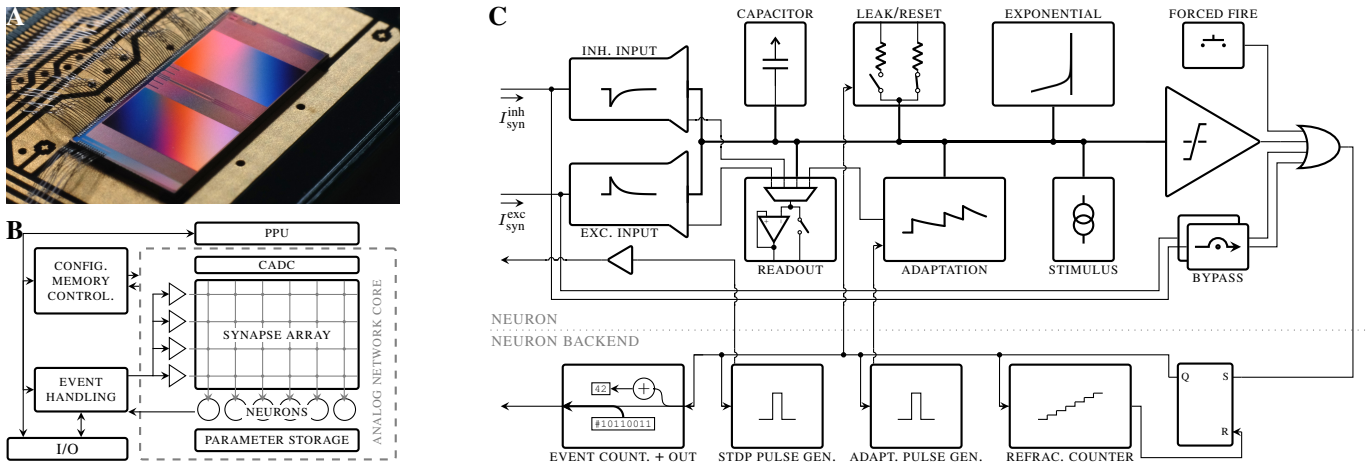 A
B
PPU
CONFIG.
MEMORY
CONTROL.
CADC
SYNAPSE ARRAY
ANALOG NETWORK CORE
EVENT
HANDLING
NEURONS
I/O
PARAMETER STORAGE
C
CAPACITOR
LEAK/RESET
EXPONENTIAL
FORCED FIRE
INH. INPUT
I inh syn
I exc syn
EXC. INPUT
READOUT
ADAPTATION
STIMULUS
BYPASS
NEURON
NEURON BACKEND
42
#10110011
Q
S
R
EVENT COUNT. + OUT
STDP PULSE GEN.
ADAPT. PULSE GEN.
REFRAC. COUNTER